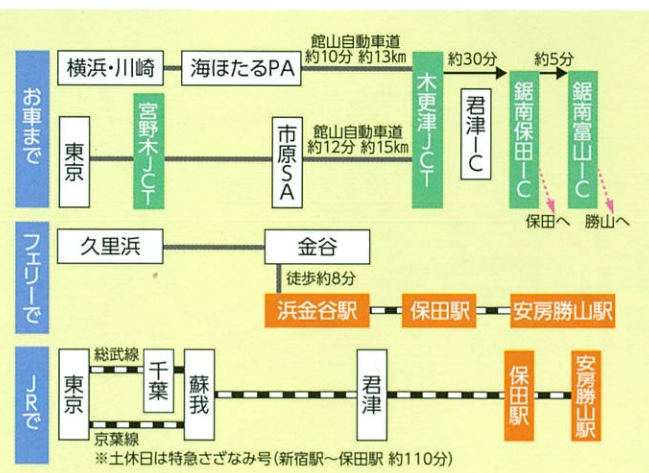 お車まで
横浜・川崎
海ほたるPA
館山自動車道
約10分 約13km
木更津JCT
約30分
君津IC
鋸南保田IC
約5分
鋸南富山IC
東京
宮野木JCT
市原SA
館山自動車道
約12分 約15km
保田へ
勝山へ
フェリーで
久里浜
金谷
徒歩約8分
浜金谷駅
保田駅
安房勝山駅
JRで
東京
総武線
千葉
蘇我
京葉線
君津
保田駅
安房勝山駅
※土休日は特急さざなみ号(新宿駅〜保田駅 約110分)